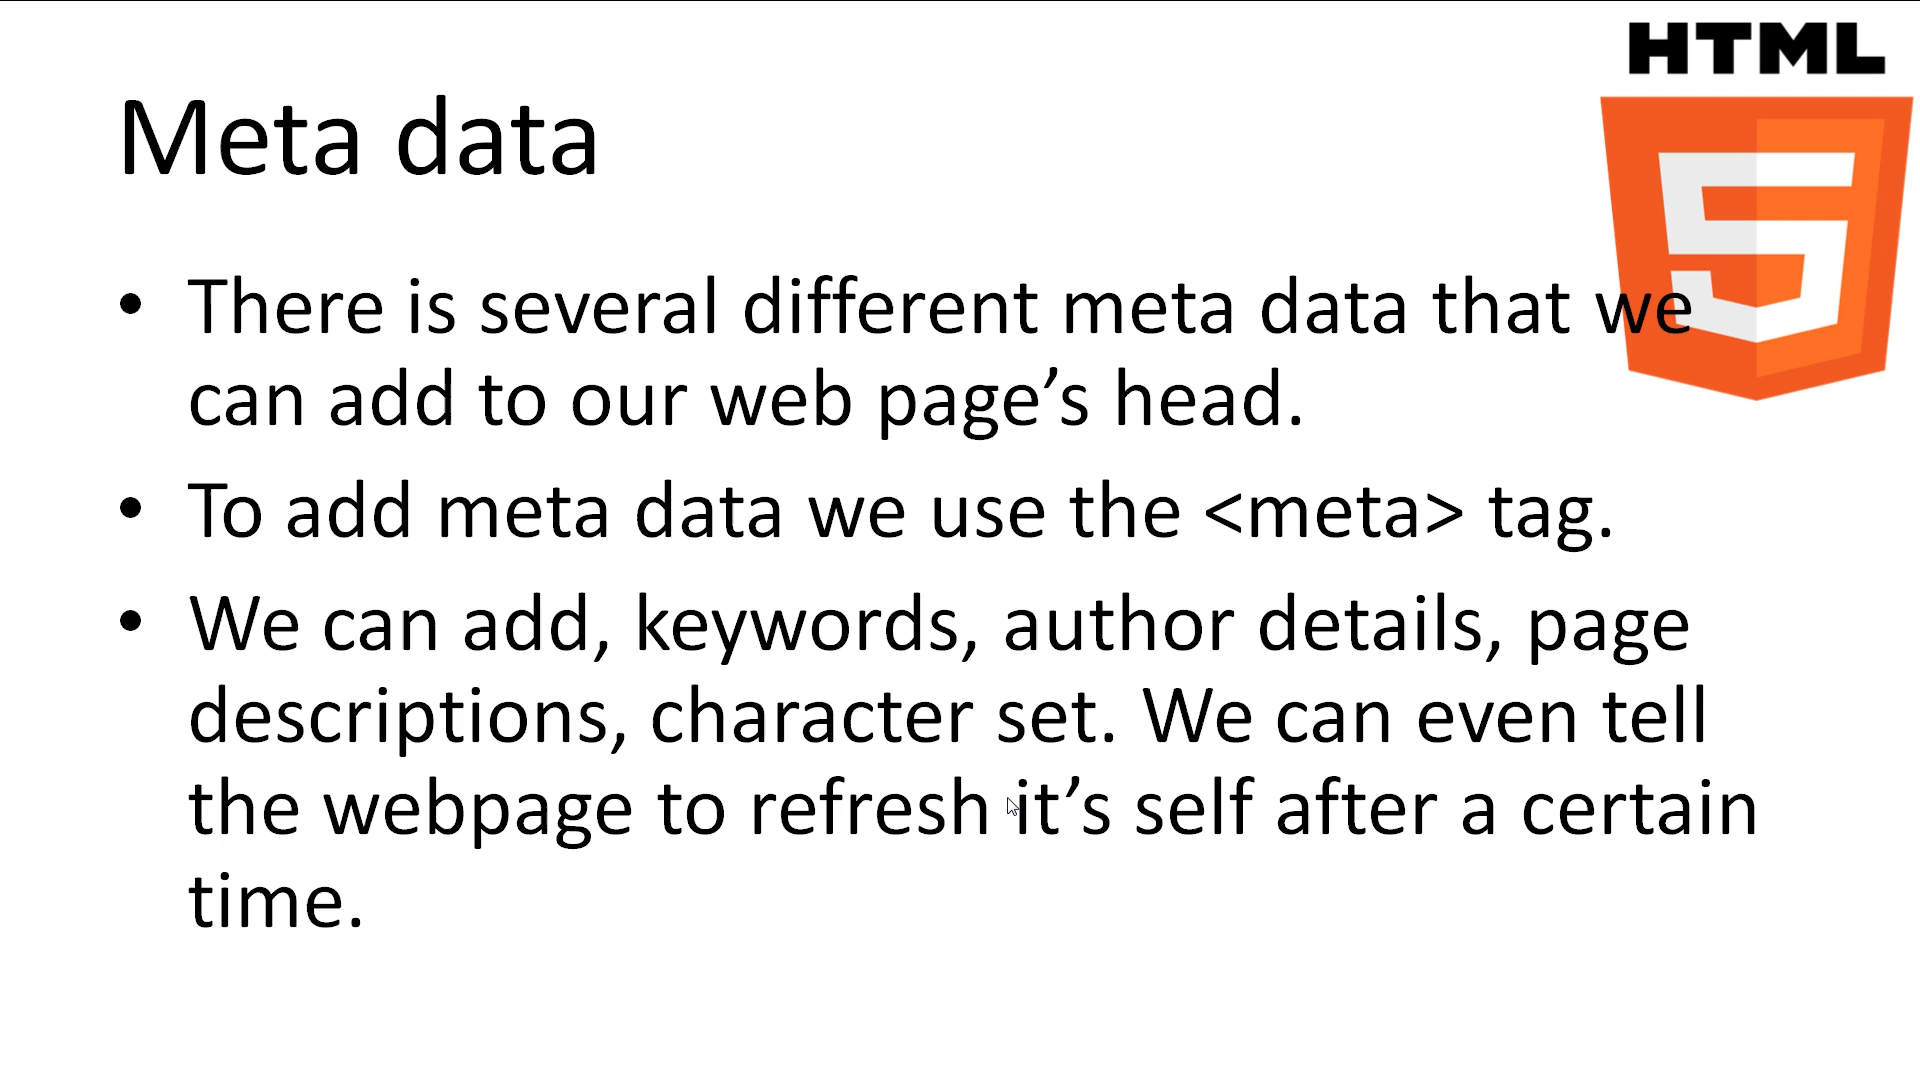 HTML
5
Meta data
• There is several different meta data that we
can add to our web page’s head.
• To add meta data we use the <meta> tag.
• We can add, keywords, author details, page
descriptions, character set. We can even tell
the webpage to refresh it’s self after a certain
time.